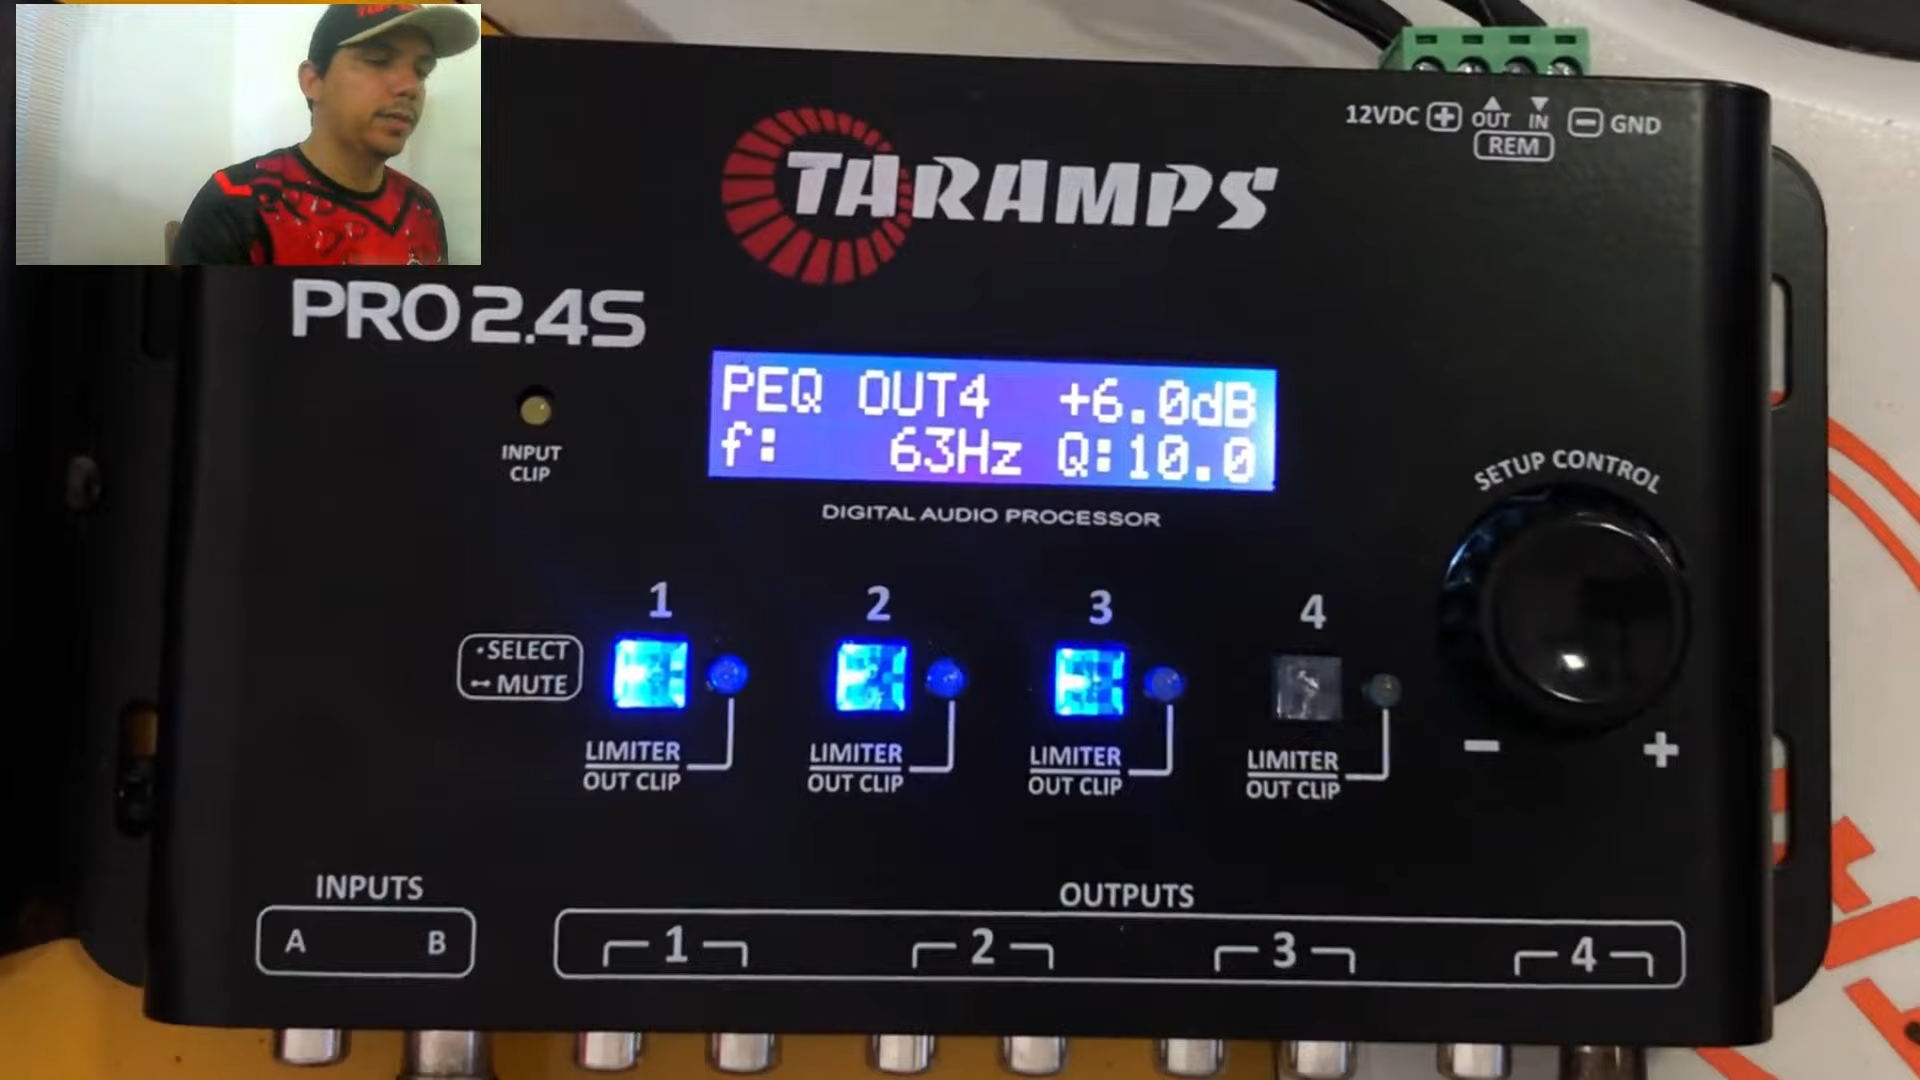 12VDC + OUT IN - GND
REM
TARAMPS
PRO2.4S
PEQ OUT4 +6.0dB
f: 63Hz Q:10.0
INPUT
CLIP
DIGITAL AUDIO PROCESSOR
SETUP CONTROL
1 2 3 4
SELECT
MUTE
LIMITER LIMITER LIMITER LIMITER
OUT CLIP OUT CLIP OUT CLIP OUT CLIP
- +
INPUTS
A B
OUTPUTS
1 2 3 4